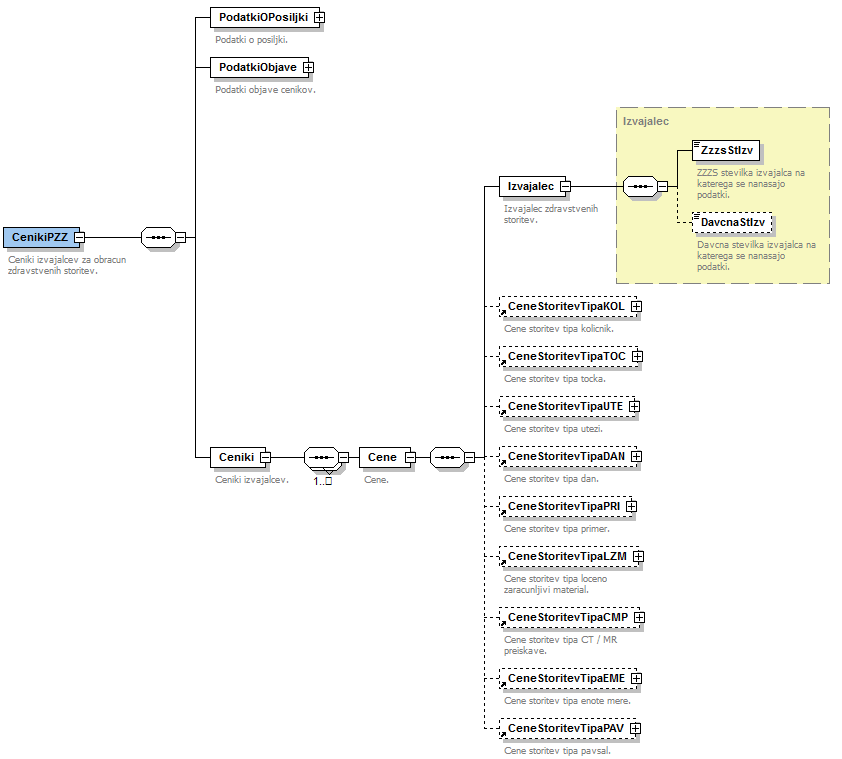 PodatkiOPosiljki
Podatki o posiljki.
PodatkiObjave
Podatki objave cenikov.
CenikiPZZ
Ceniki izvajalcev za obracun
zdravstvenih storitev.
Ceniki
Ceniki izvajalcev.
1..
Cene
Cene.
Izvajalec
Izvajalec zdravstvenih
storitev.
Izvajalec
ZzzsStIzv
ZZZS stevilka izvajalca na
katerega se nanasajo
podatki.
DavcnaStIzv
Davcna stevilka izvajalca na
katerega se nanasajo
podatki.
CeneStoritevTipaKOL
Cene storitev tipa kolicnik.
CeneStoritevTipaTOC
Cene storitev tipa tocka.
CeneStoritevTipaUTE
Cene storitev tipa utezi.
CeneStoritevTipaDAN
Cene storitev tipa dan.
CeneStoritevTipaPRI
Cene storitev tipa primer.
CeneStoritevTipaLZM
Cene storitev tipa loceno
zaracunljivi material.
CeneStoritevTipaCMP
Cene storitev tipa CT / MR
preiskave.
CeneStoritevTipaEME
Cene storitev tipa enote mere.
CeneStoritevTipaPAV
Cene storitev tipa pavsal.